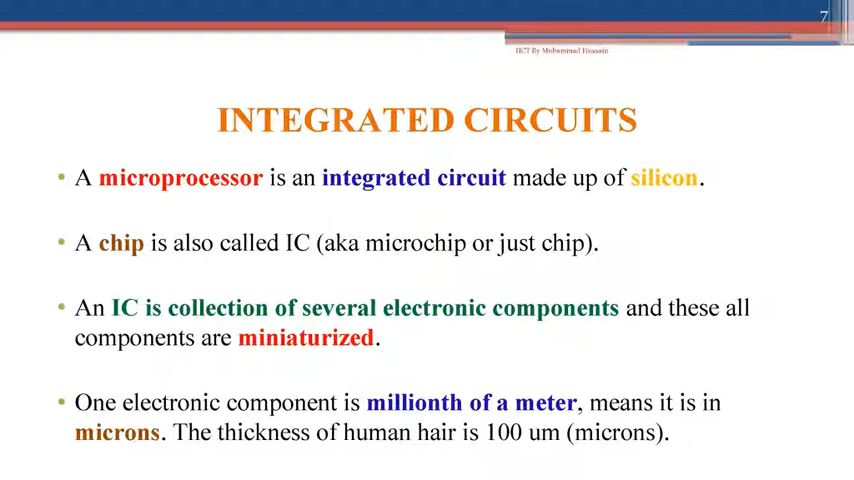 7
IICT By Muhammad Hussain
INTEGRATED CIRCUITS
• A microprocessor is an integrated circuit made up of silicon.
• A chip is also called IC (aka microchip or just chip).
• An IC is collection of several electronic components and these all
components are miniaturized.
• One electronic component is millionth of a meter, means it is in
microns. The thickness of human hair is 100 um (microns).